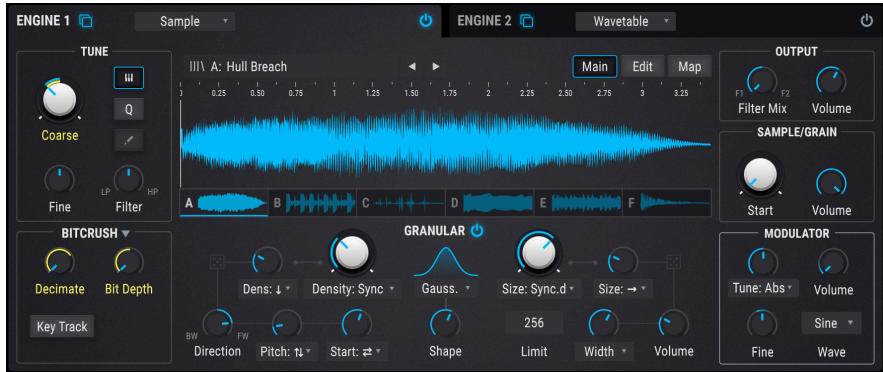 ENGINE 1 Sample ENGINE 2 Wavetable
TUNE
Coarse
Q
Fine
LP HP
Filter
A: Hull Breach
Main Edit Map
0 0.25 0.50 0.75 1 1.25 1.50 1.75 2 2.25 2.50 2.75 3 3.25
A B C D E F
OUTPUT
F1 F2
Filter Mix Volume
SAMPLE/GRAIN
Start Volume
BITCRUSH
Decimate Bit Depth
Key Track
GRANULAR
Dens: ↓ Density: Sync Gauss. Size: Sync.d Size: →
BW FW
256
Direction Pitch: ⇅ Start: ⇄ Shape Limit Width Volume
MODULATOR
Tune: Abs Volume
Sine
Fine Wave